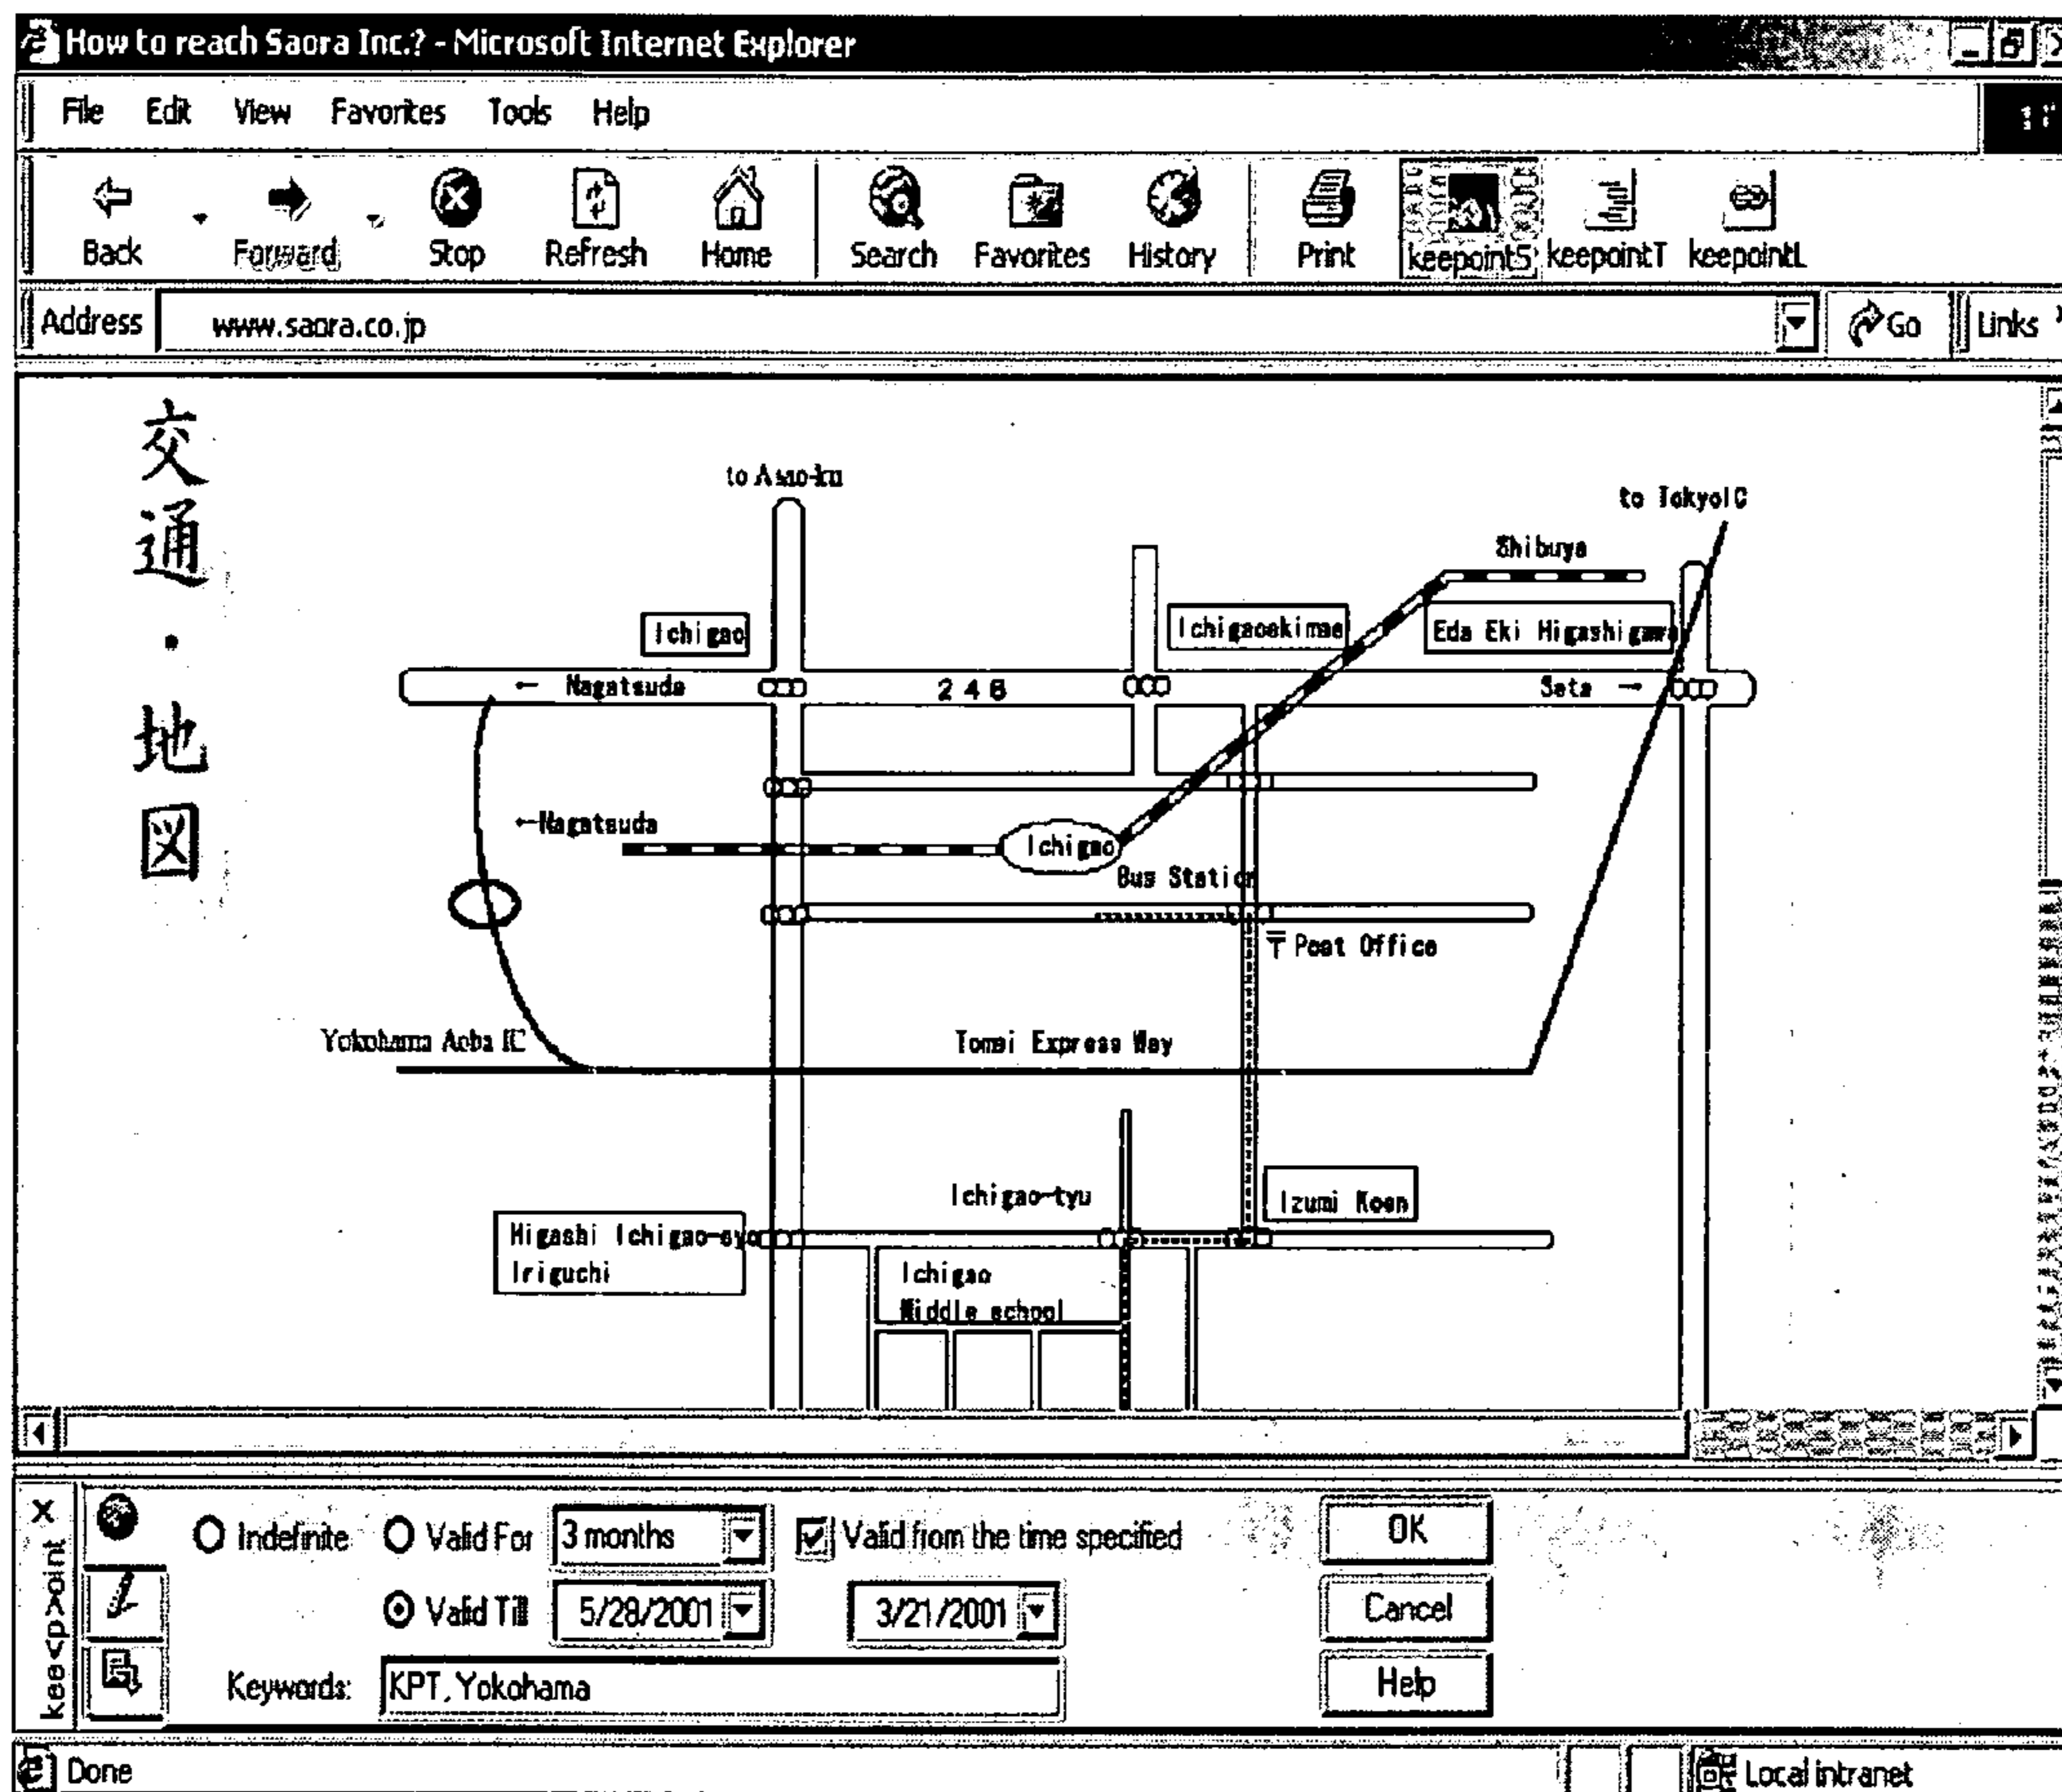 How to reach Saora Inc.? - Microsoft Internet Explorer
File Edit View Favorites Tools Help
Back Forward Stop Refresh Home Search Favorites History Print keepointS keepointT keepointL
Address www.saora.co.jp Go Links
交通・地図
to Asao-ku
to TokyoIC
Shibuya
Ichigao
Ichigaoekimae
Eda Eki Higashigawa
← Nagatsuda
246
Seta →
←Nagatsuda
Ichigao
Bus Station
〒 Post Office
Yokohama Aoba IC
Tomei Express Way
Ichigao-tyu
Izumi Koen
Higashi Ichigao-syo
Iriguchi
Ichigao
Middle school
kee<p>oint
Indefinite Valid For 3 months Valid from the time specified OK
Valid Till 5/28/2001 3/21/2001 Cancel
Keywords: KPT, Yokohama Help
Done Local intranet